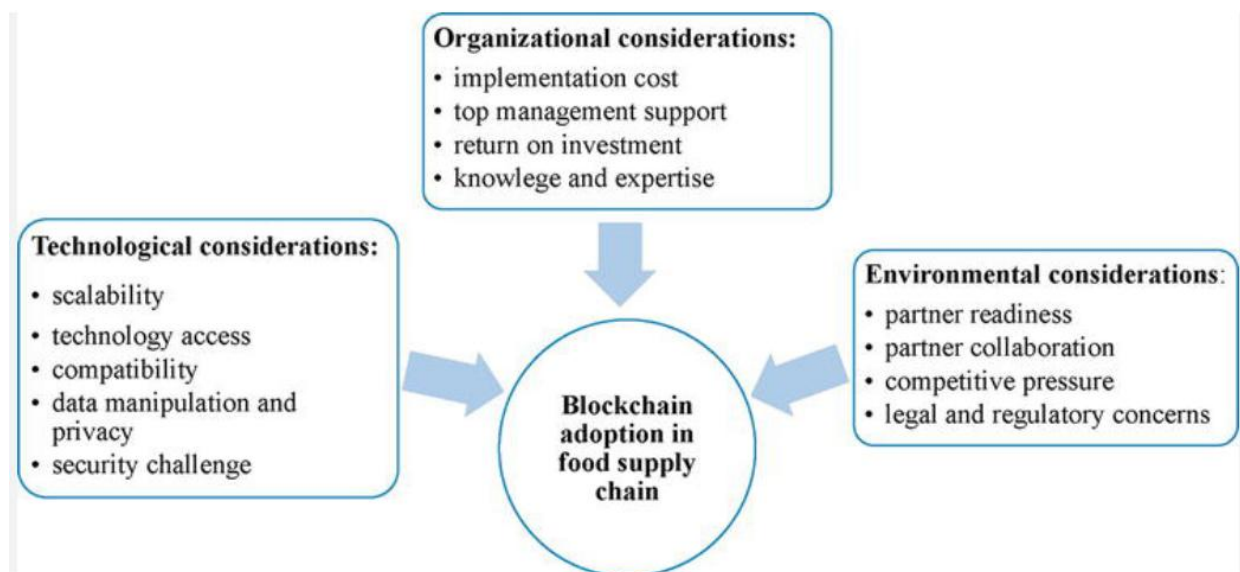 Organizational considerations:
• implementation cost
• top management support
• return on investment
• knowlege and expertise
Technological considerations:
• scalability
• technology access
• compatibility
• data manipulation and
privacy
• security challenge
Environmental considerations:
• partner readiness
• partner collaboration
• competitive pressure
• legal and regulatory concerns
Blockchain
adoption in
food supply
chain